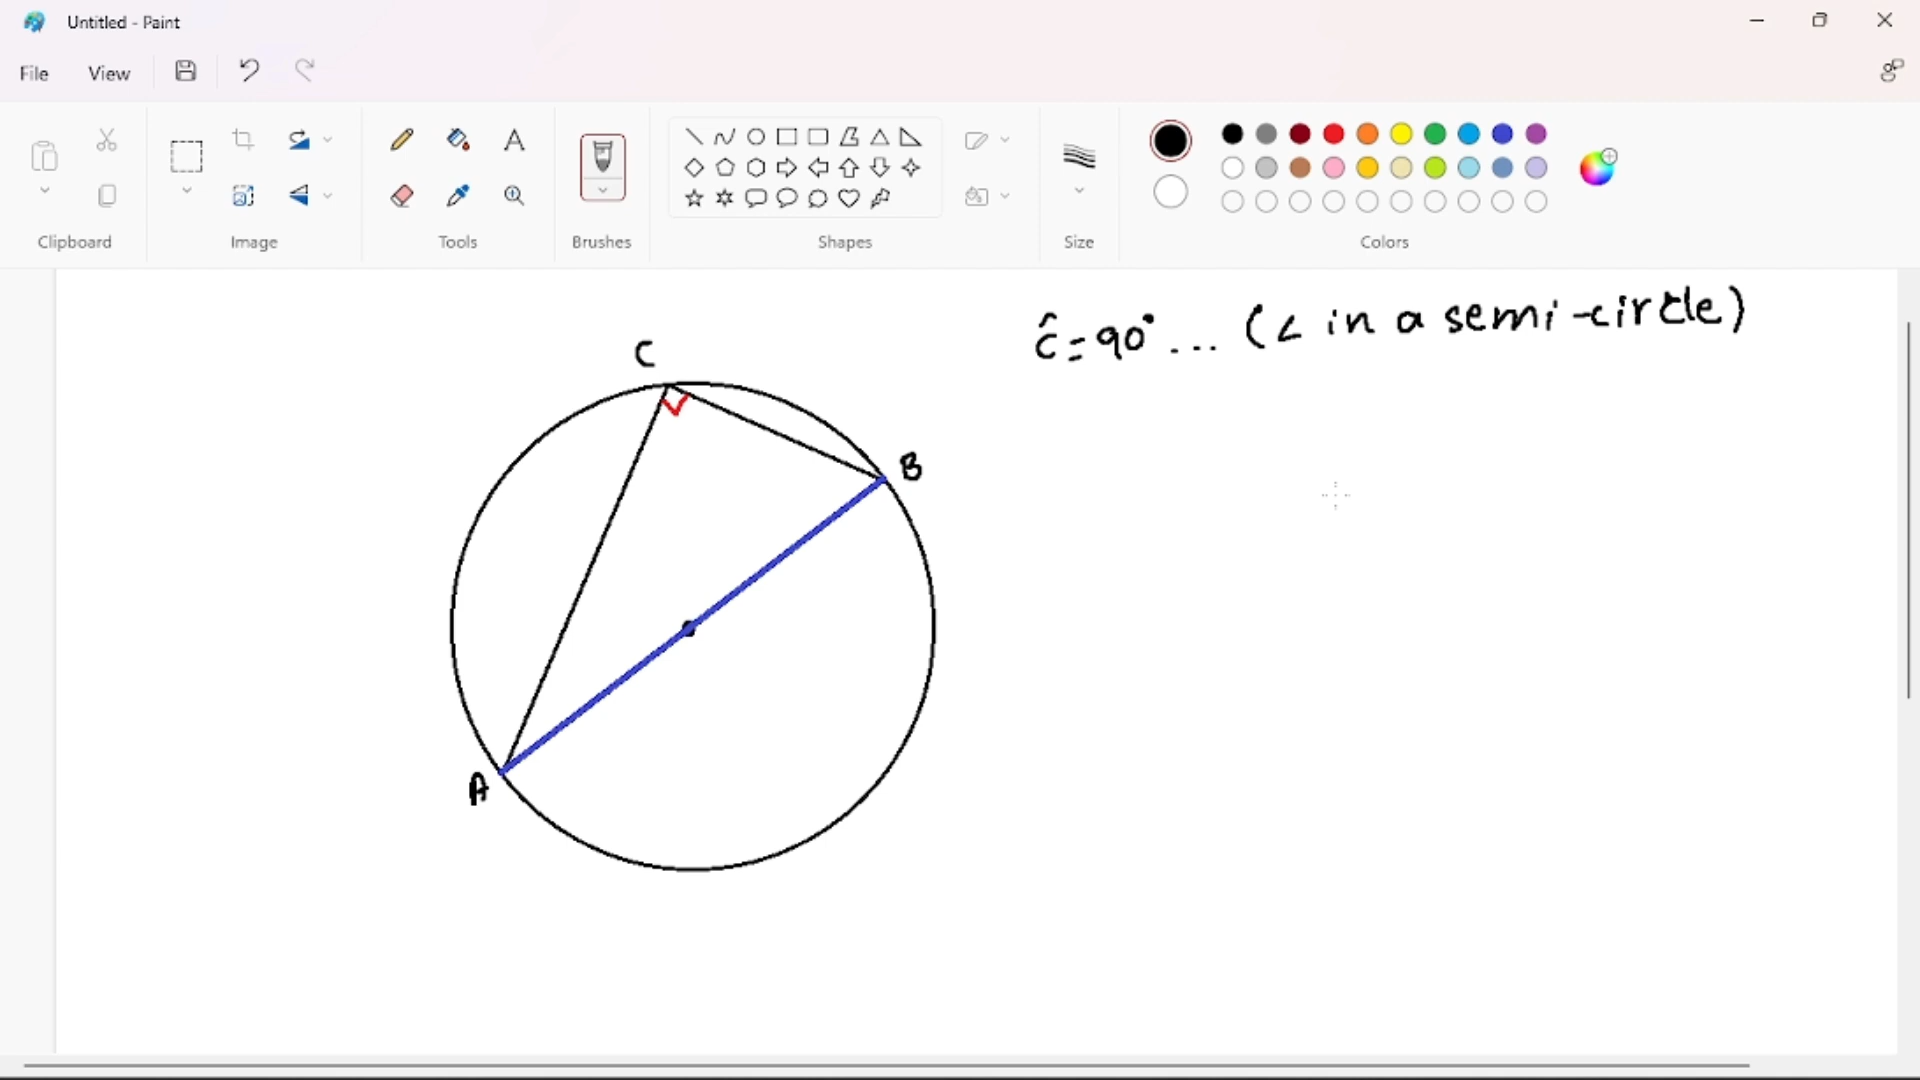 Untitled - Paint
File View
Clipboard Image Tools Brushes Shapes Size Colors
Ĉ = 90° ... (∠ in a semi-circle)
C
B
A